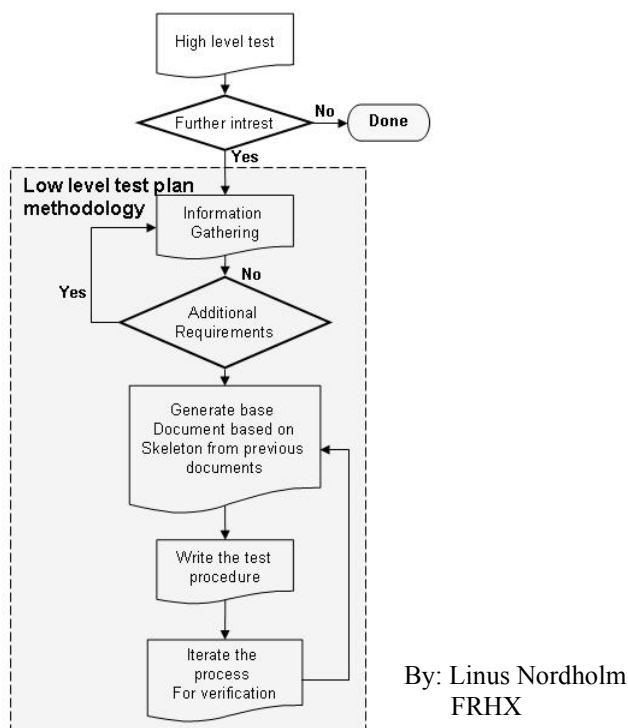 High level test
Further intrest
No
Done
Yes
Low level test plan
methodology
Information
Gathering
No
Yes
Additional
Requirements
Generate base
Document based on
Skeleton from previous
documents
Write the test
procedure
Iterate the
process
For verification
By: Linus Nordholm
FRHX